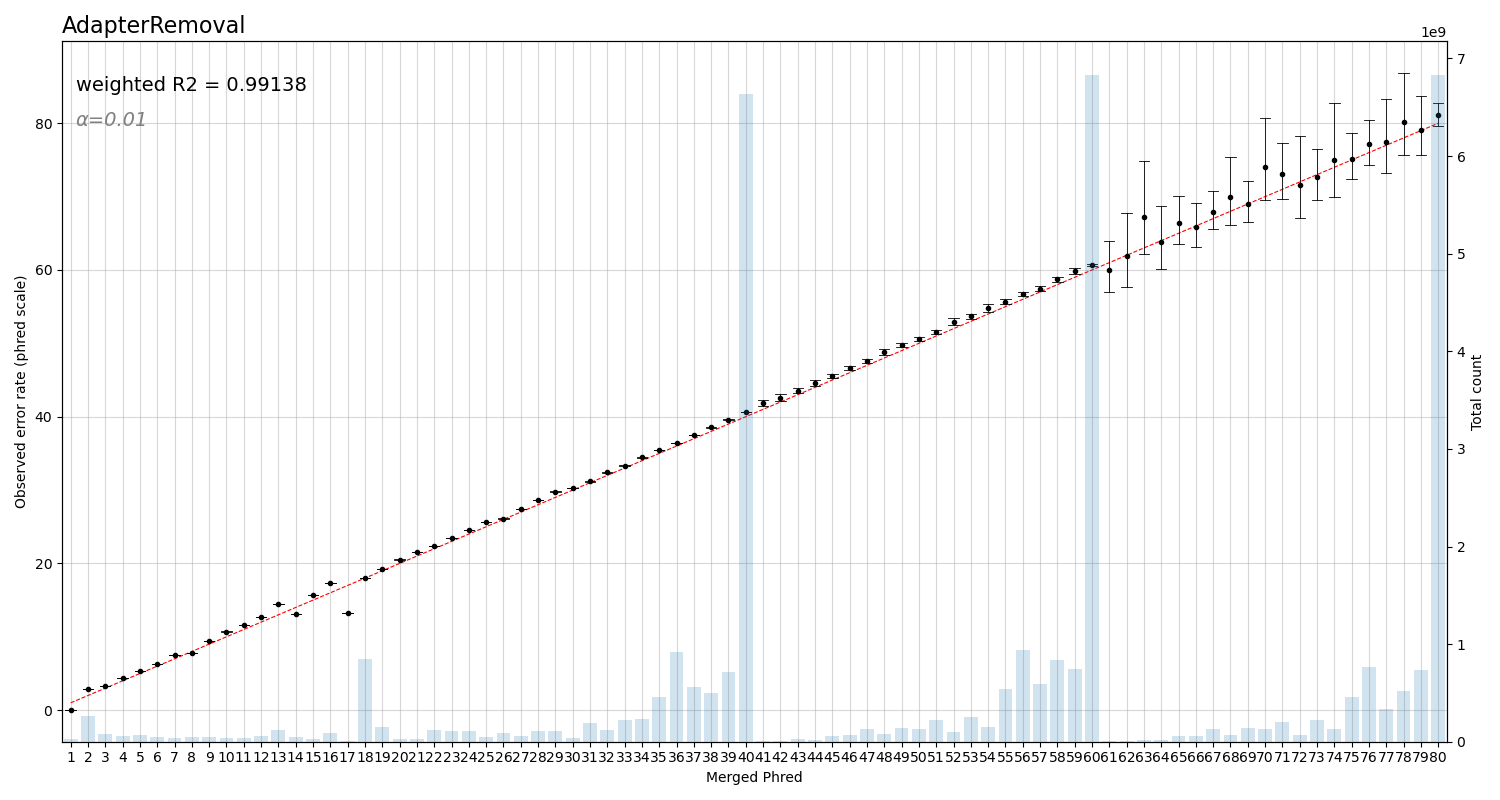 AdapterRemoval
1e9
weighted R2 = 0.99138
α=0.01
Observed error rate (phred scale)
80
60
40
20
0
7
6
5
4
3
2
1
0
Total count
1 2 3 4 5 6 7 8 9 10 11 12 13 14 15 16 17 18 19 20 21 22 23 24 25 26 27 28 29 30 31 32 33 34 35 36 37 38 39 40 41 42 43 44 45 46 47 48 49 50 51 52 53 54 55 56 57 58 59 60 61 62 63 64 65 66 67 68 69 70 71 72 73 74 75 76 77 78 79 80
Merged Phred